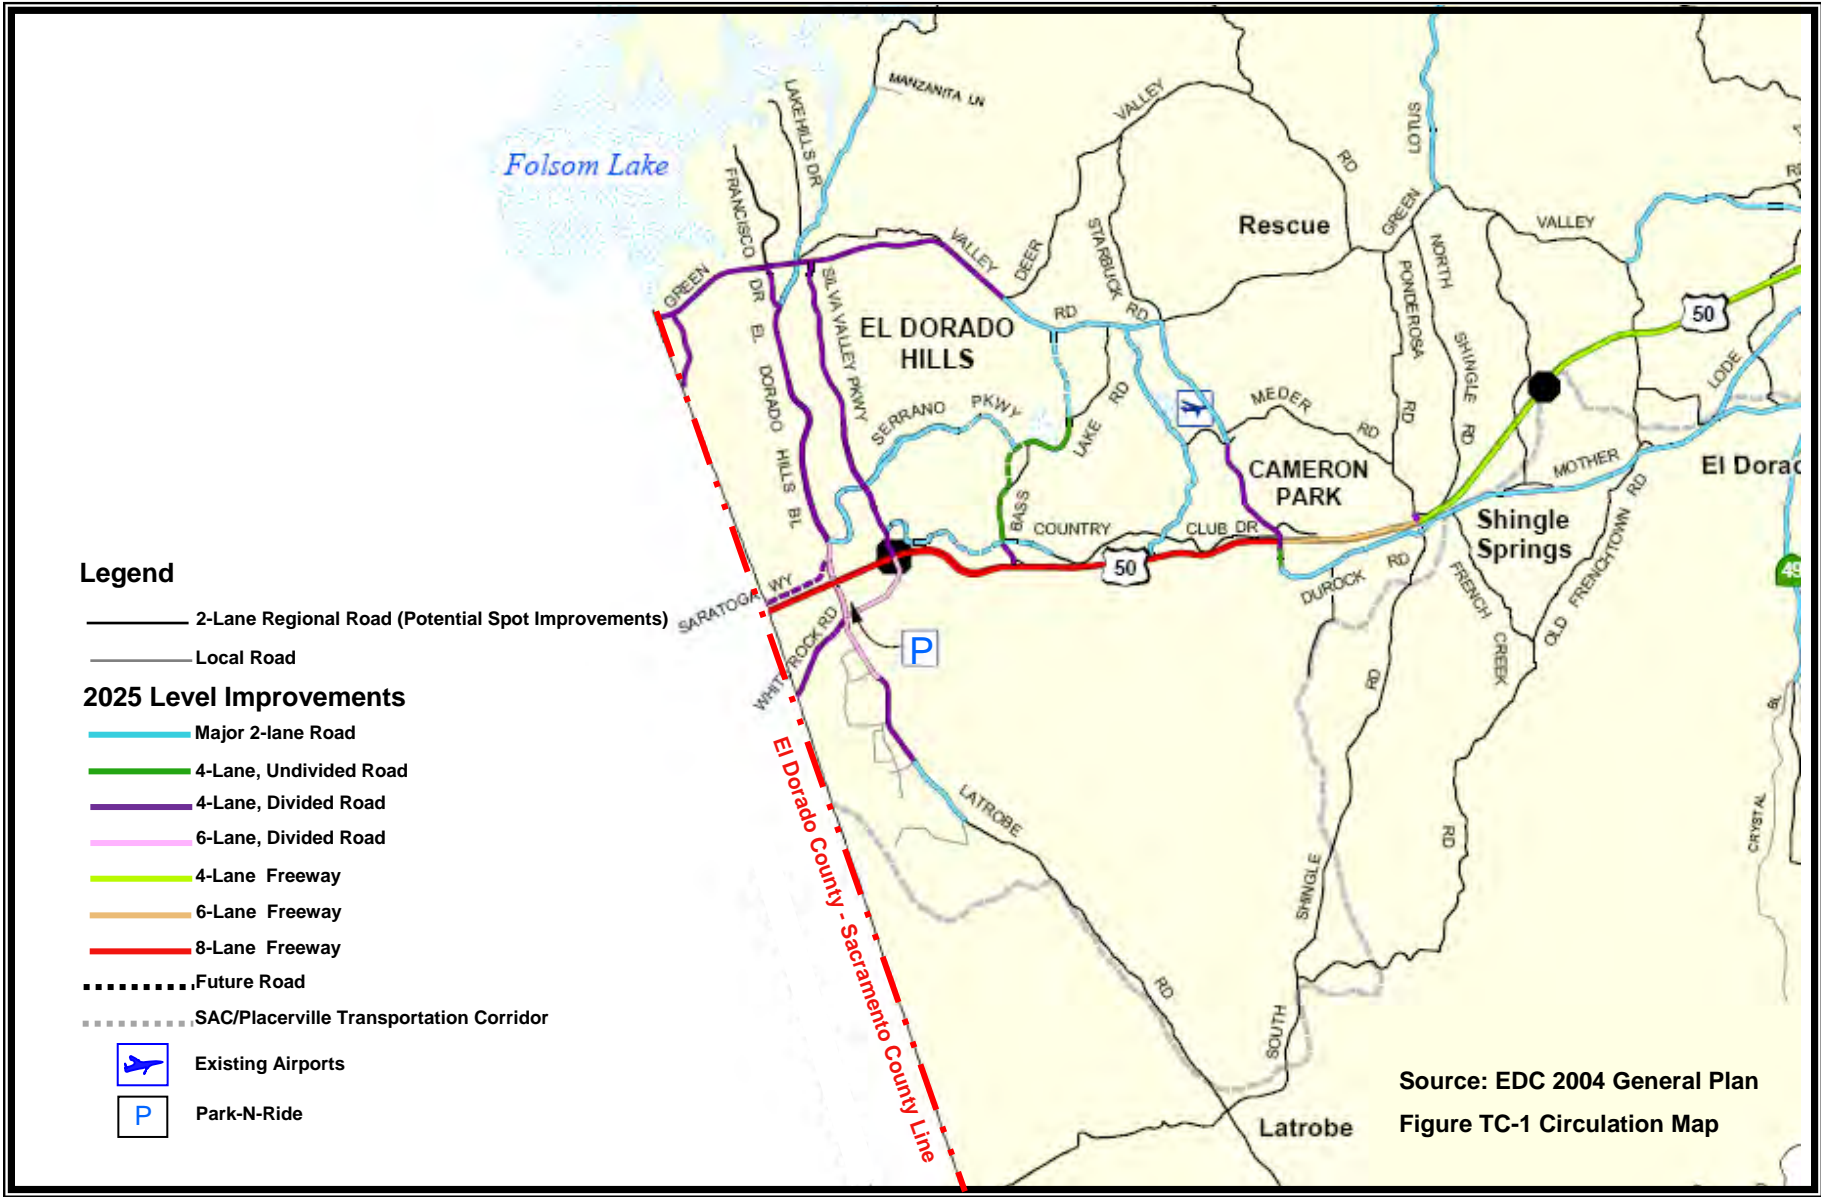 MANZANITA LN
LAKEHILLS DR
VALLEY
Folsom Lake
FRANCISCO
DR
RD
LOTUS
GREEN
Rescue
STARBUCK
RD
VALLEY
DEER
VALLEY
NORTH
SHINGLE
RD
PONDEROSA
RD
GREEN
SILVA VALLEY PKWY
EL DORADO
HILLS
RD
50
EL DORADO HILLS BL
LODE
SERRANO PKWY
MEDER
RD
LAKE
RD
CAMERON
PARK
MOTHER
RD
El Dorac
BASS
COUNTRY
CLUB DR
Shingle
Springs
50
DUROCK
RD
FRENCH
CREEK
OLD FRENCHTOWN
49
SARATOGA WY
WHIT ROCK RD
P
Legend
2-Lane Regional Road (Potential Spot Improvements)
Local Road
2025 Level Improvements
Major 2-lane Road
4-Lane, Undivided Road
4-Lane, Divided Road
6-Lane, Divided Road
4-Lane Freeway
6-Lane Freeway
8-Lane Freeway
Future Road
SAC/Placerville Transportation Corridor
Existing Airports
P
Park-N-Ride
El Dorado County - Sacramento County Line
LATROBE
RD
RD
SHINGLE
SOUTH
RD
BL
CRYSTAL
Latrobe
Source: EDC 2004 General Plan
Figure TC-1 Circulation Map